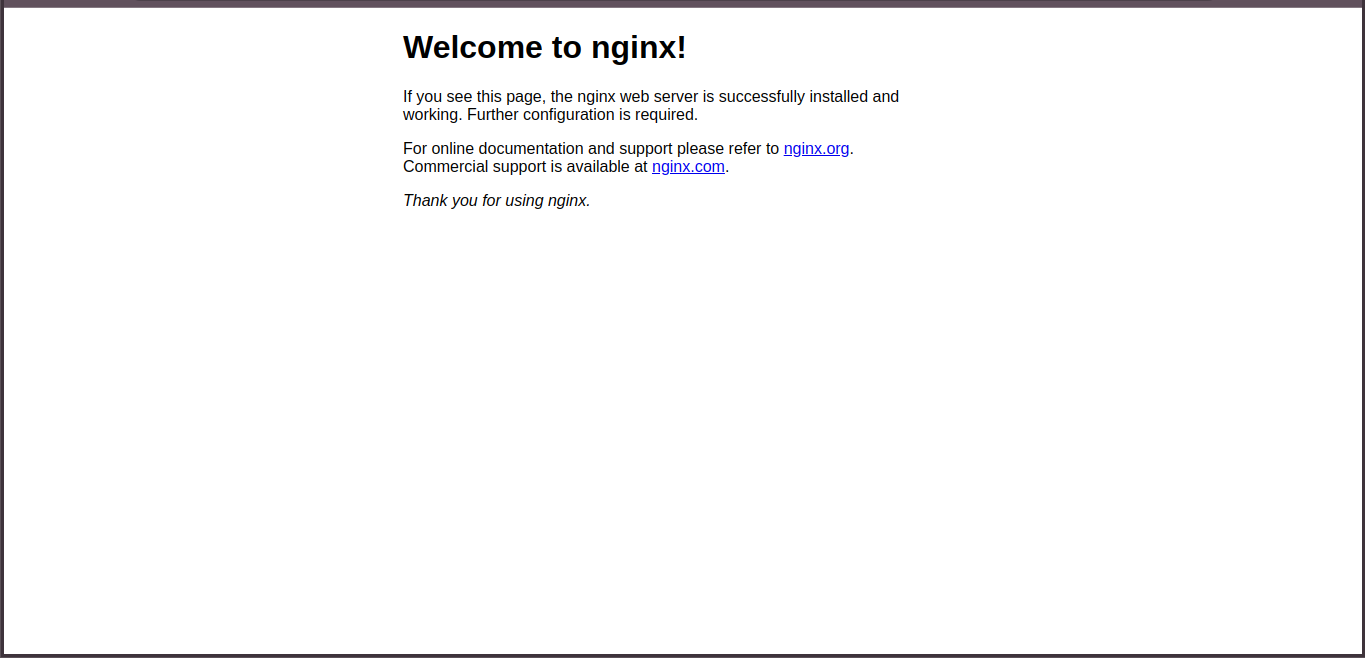 Welcome to nginx!
If you see this page, the nginx web server is successfully installed and
working. Further configuration is required.
For online documentation and support please refer to nginx.org.
Commercial support is available at nginx.com.
Thank you for using nginx.